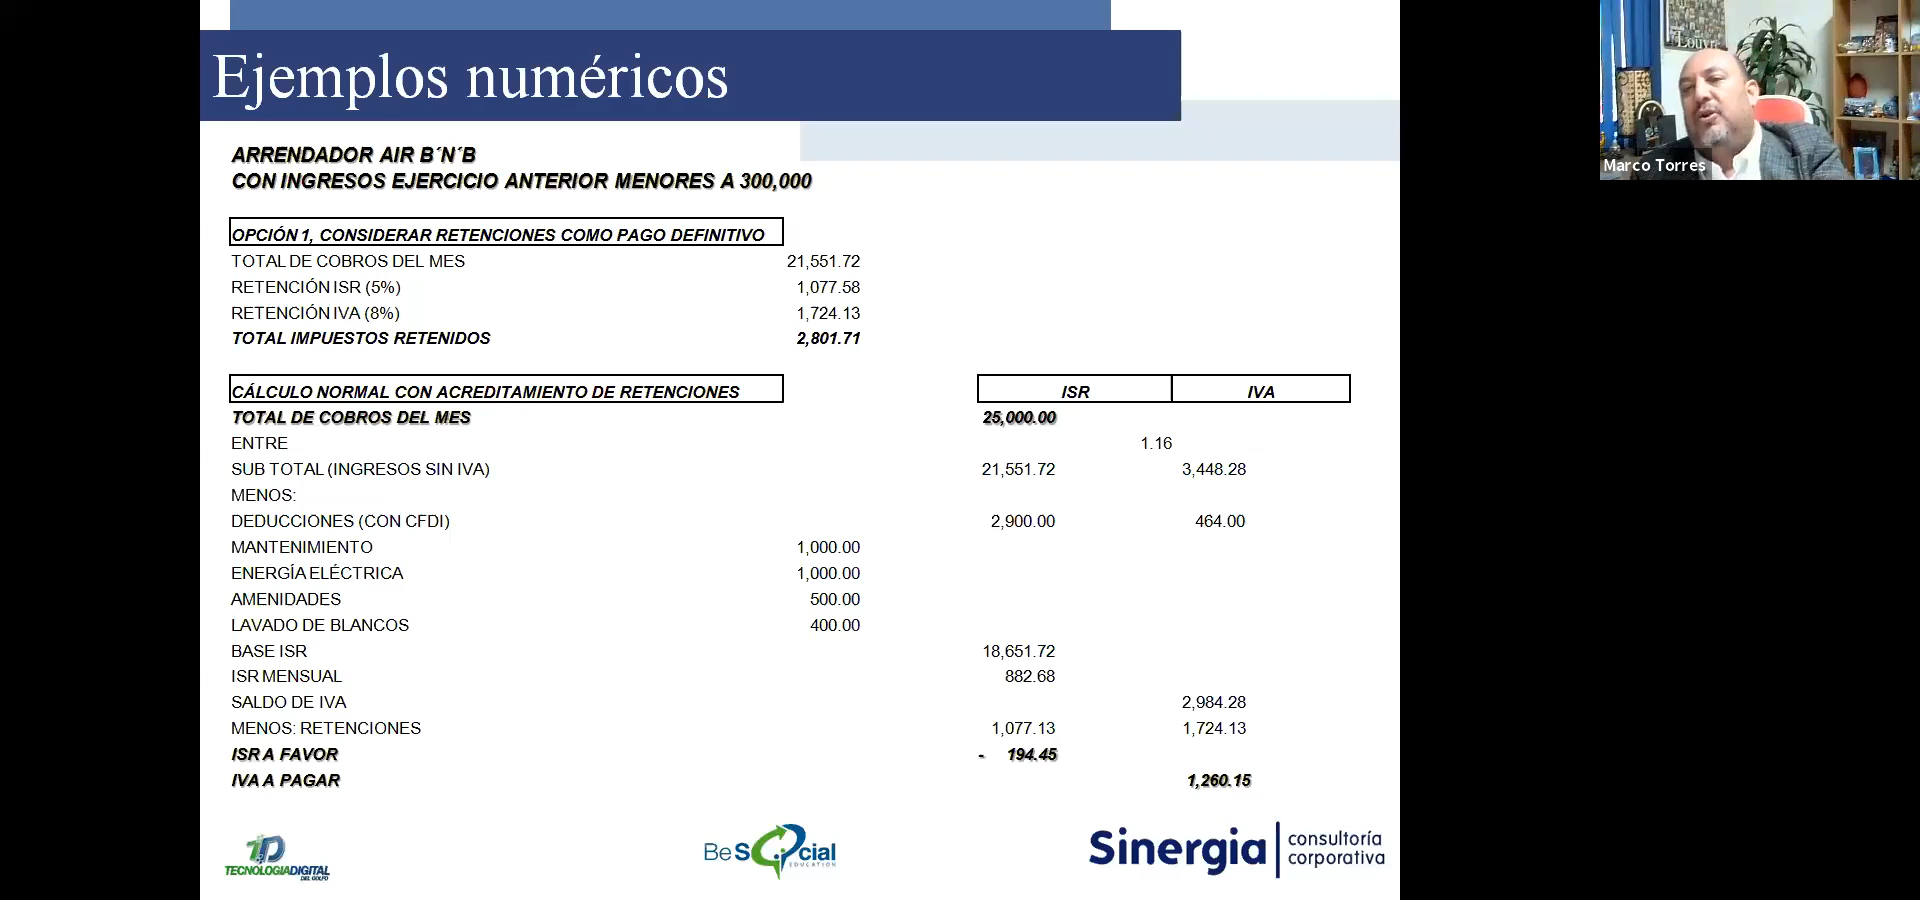 Ejemplos numéricos
Louvre
Marco Torres
ARRENDADOR AIR B´N´B
CON INGRESOS EJERCICIO ANTERIOR MENORES A 300,000
OPCIÓN 1, CONSIDERAR RETENCIONES COMO PAGO DEFINITIVO
TOTAL DE COBROS DEL MES 21,551.72
RETENCIÓN ISR (5%) 1,077.58
RETENCIÓN IVA (8%) 1,724.13
TOTAL IMPUESTOS RETENIDOS 2,801.71
CÁLCULO NORMAL CON ACREDITAMIENTO DE RETENCIONES ISR IVA
TOTAL DE COBROS DEL MES 25,000.00
ENTRE 1.16
SUB TOTAL (INGRESOS SIN IVA) 21,551.72 3,448.28
MENOS:
DEDUCCIONES (CON CFDI) 2,900.00 464.00
MANTENIMIENTO 1,000.00
ENERGÍA ELÉCTRICA 1,000.00
AMENIDADES 500.00
LAVADO DE BLANCOS 400.00
BASE ISR 18,651.72
ISR MENSUAL 882.68
SALDO DE IVA 2,984.28
MENOS: RETENCIONES 1,077.13 1,724.13
ISR A FAVOR - 194.45
IVA A PAGAR 1,260.15
TD
TECNOLOGIADIGITAL
DEL GOLFO
Be Social
EDUCATION
Sinergia consultoría
corporativa